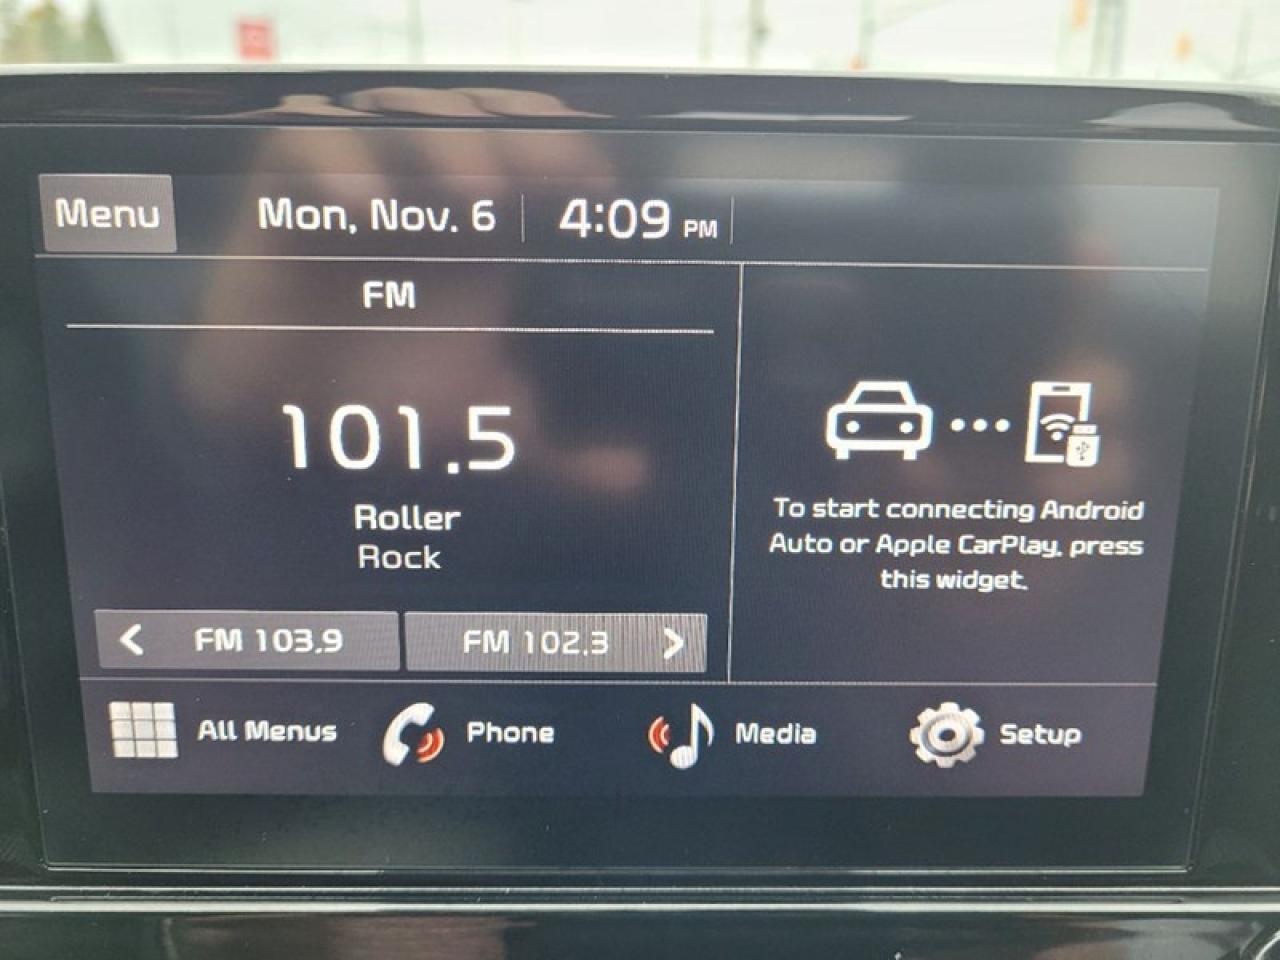 Menu
Mon, Nov. 6
4:09 PM
FM
101.5
Roller
Rock
FM 103.9
FM 102.3
To start connecting Android
Auto or Apple CarPlay, press
this widget.
All Menus
Phone
Media
Setup